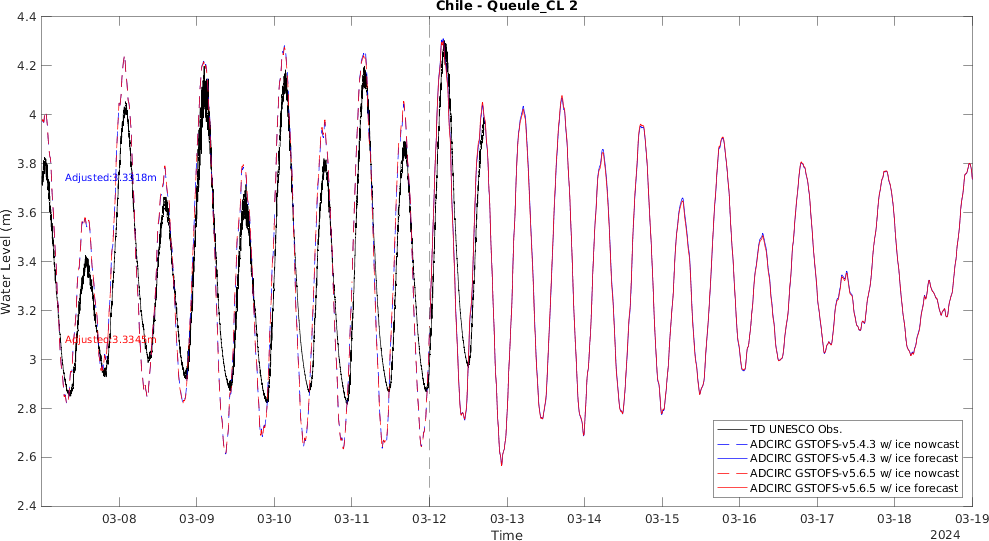 Chile - Queule_CL 2
4.4
4.2
4
3.8
3.6
3.4
3.2
3
2.8
2.6
2.4
Water Level (m)
Adjusted:3.3318m
Adjusted:3.3345m
TD UNESCO Obs.
ADCIRC GSTOFS-v5.4.3 w/ ice nowcast
ADCIRC GSTOFS-v5.4.3 w/ ice forecast
ADCIRC GSTOFS-v5.6.5 w/ ice nowcast
ADCIRC GSTOFS-v5.6.5 w/ ice forecast
03-08 03-09 03-10 03-11 03-12 03-13 03-14 03-15 03-16 03-17 03-18 03-19
Time
2024